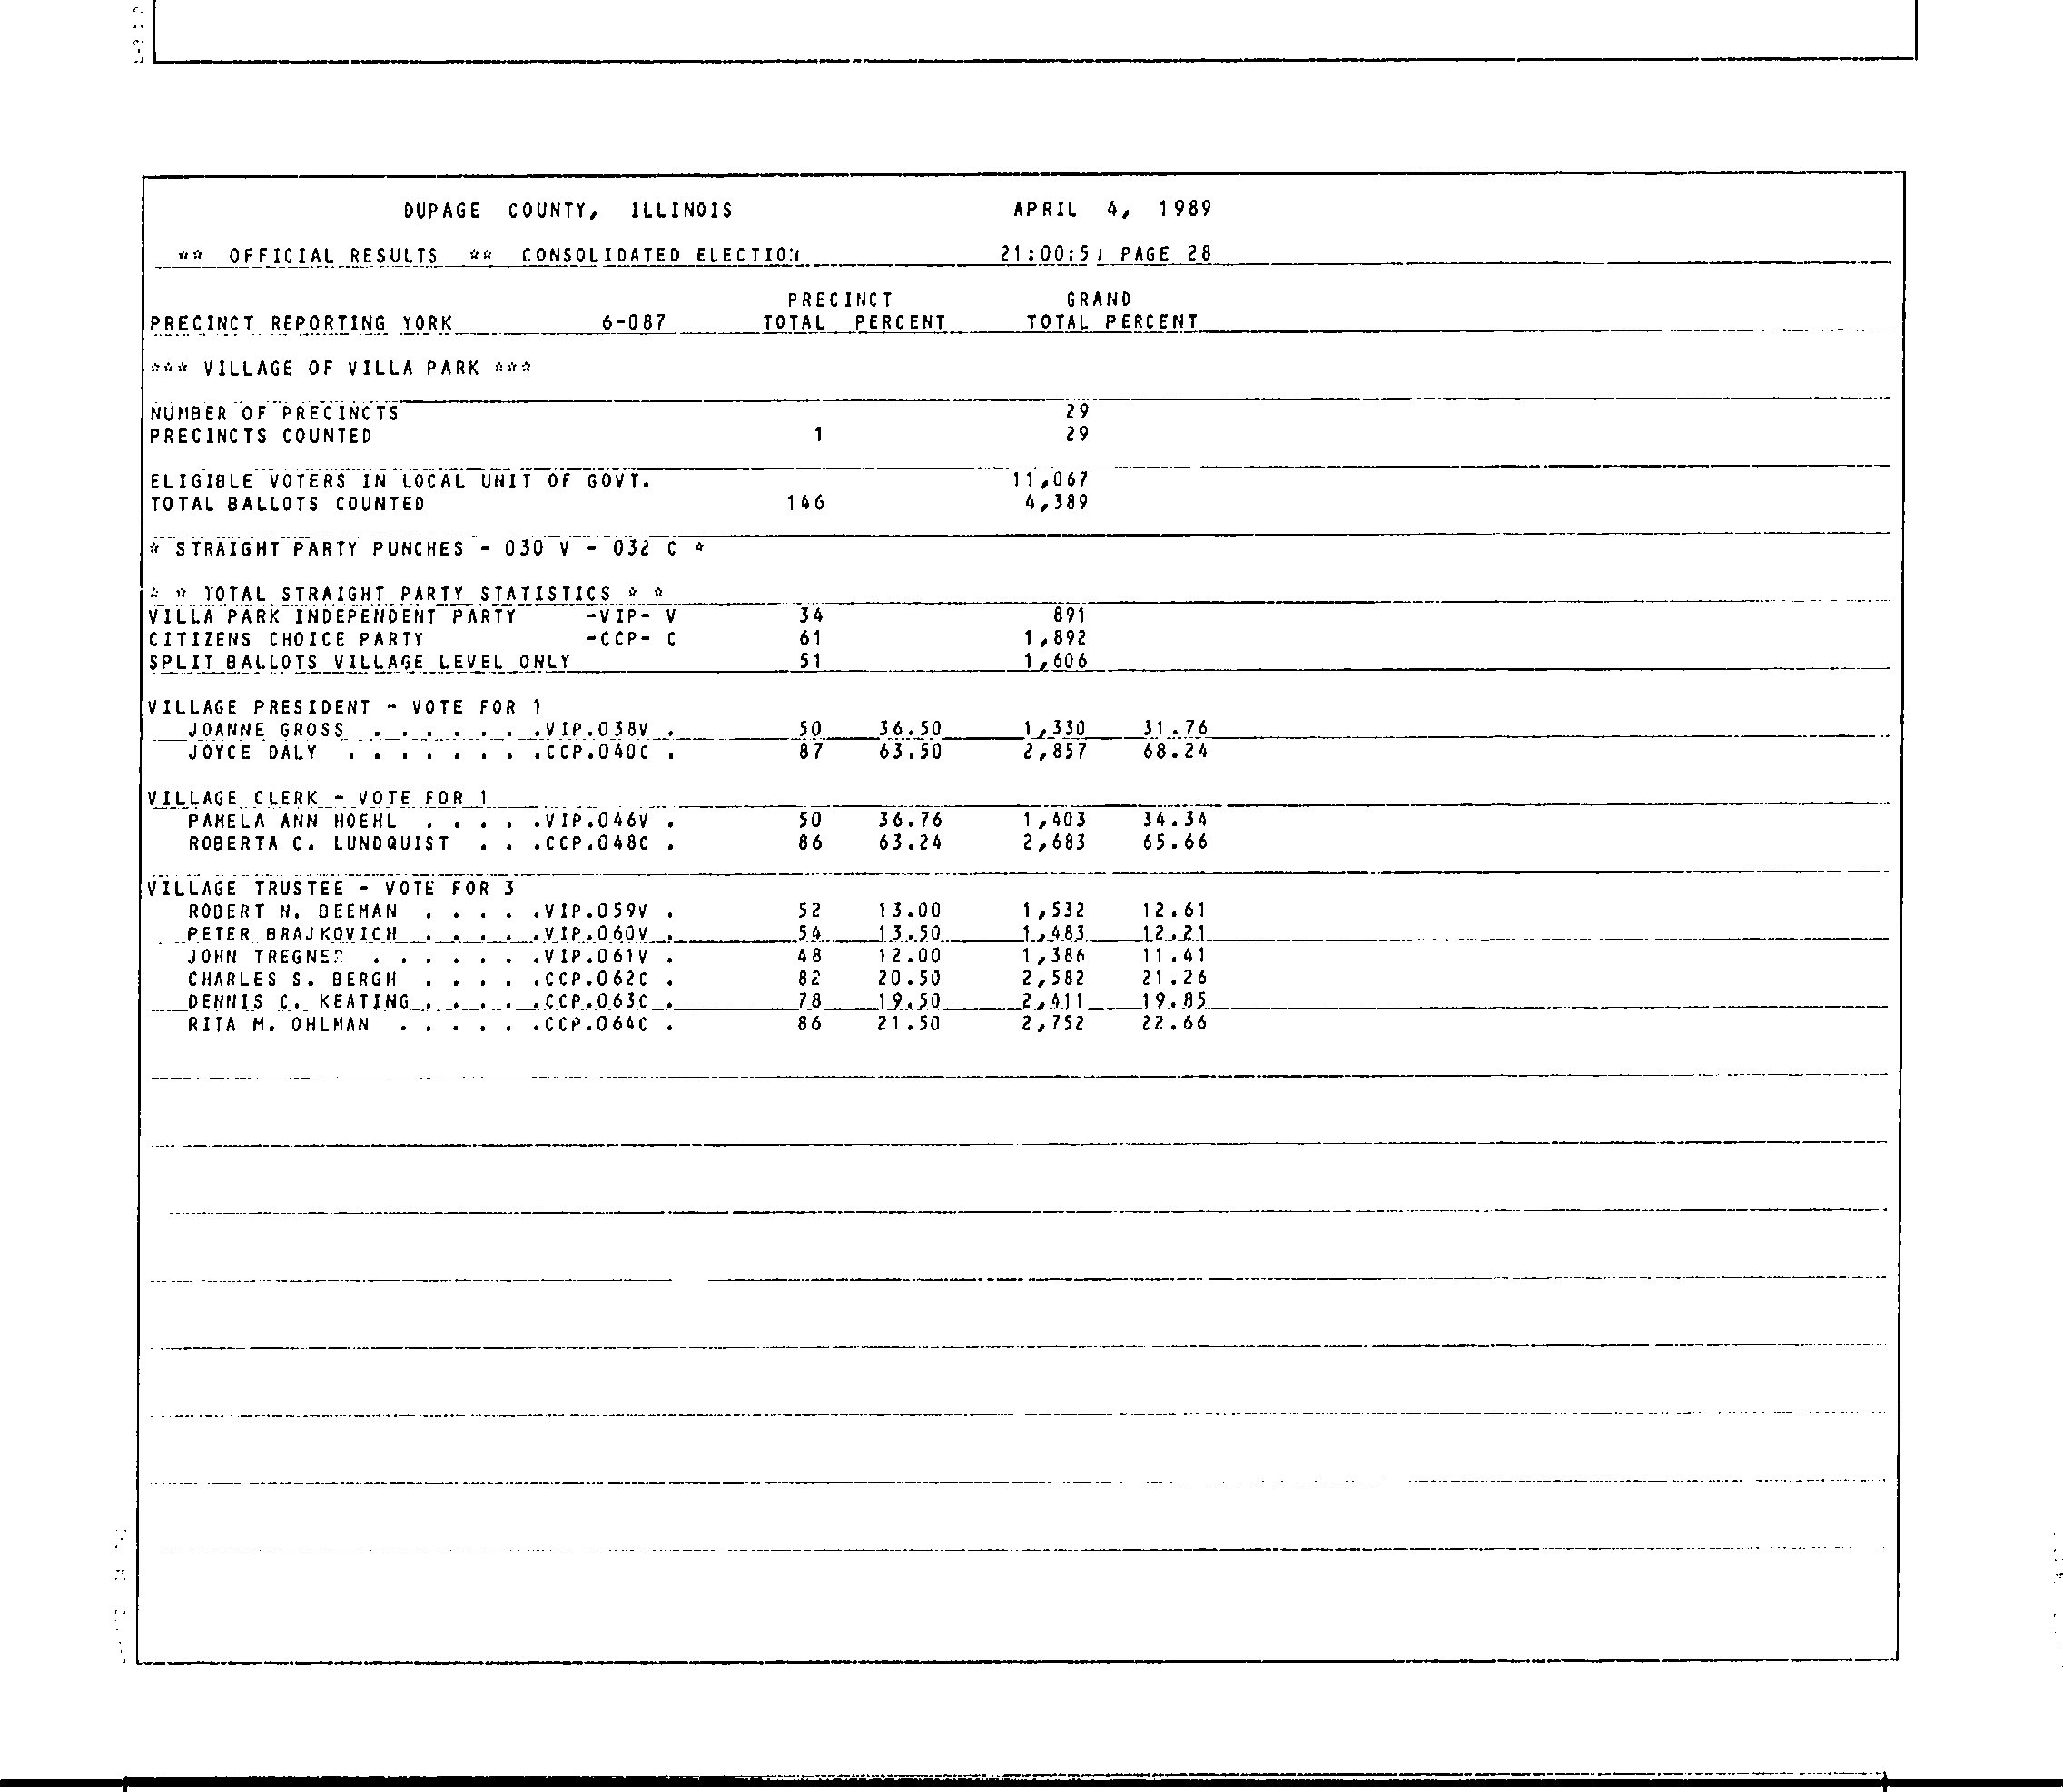 DUPAGE COUNTY, ILLINOIS APRIL 4, 1989
** OFFICIAL RESULTS ** CONSOLIDATED ELECTION PAGE 28
PRECINCT GRAND
PRECINCT REPORTING YORK 6-087 TOTAL PERCENT TOTAL PERCENT
*** VILLAGE OF VILLA PARK ***
NUMBER OF PRECINCTS 29
PRECINCTS COUNTED 1 29
ELIGIBLE VOTERS IN LOCAL UNIT OF GOVT. 11,067
TOTAL BALLOTS COUNTED 146 4,389
* STRAIGHT PARTY PUNCHES - 030 V - 032 C *
* * TOTAL STRAIGHT PARTY STATISTICS * *
VILLA PARK INDEPENDENT PARTY -VIP- V 34 891
CITIZENS CHOICE PARTY -CCP- C 61 1,892
SPLIT BALLOTS VILLAGE LEVEL ONLY 51 1,606
VILLAGE PRESIDENT - VOTE FOR 1
JOANNE GROSS . . . . . . .VIP.038V . 50 36.50 1,330 31.76
JOYCE DALY . . . . . . . .CCP.040C . 87 63.50 2,857 68.24
VILLAGE CLERK - VOTE FOR 1
PAMELA ANN HOEHL . . . . .VIP.046V . 50 36.76 1,403 34.34
ROBERTA C. LUNDQUIST . . .CCP.048C . 86 63.24 2,683 65.66
VILLAGE TRUSTEE - VOTE FOR 3
ROBERT N. BEEMAN . . . . .VIP.059V . 52 13.00 1,532 12.61
PETER BRAJKOVICH . . . . .VIP.060V . 54 13.50 1,483 12.21
JOHN . . . . . . .VIP.061V . 48 12.00 1,386 11.41
CHARLES S. BERGH . . . . .CCP.062C . 82 20.50 2,582 21.26
DENNIS C. KEATING . . . . .CCP.063C . 78 19.50 2,411 19.85
RITA M. OHLMAN . . . . . .CCP.064C . 86 21.50 2,752 22.66